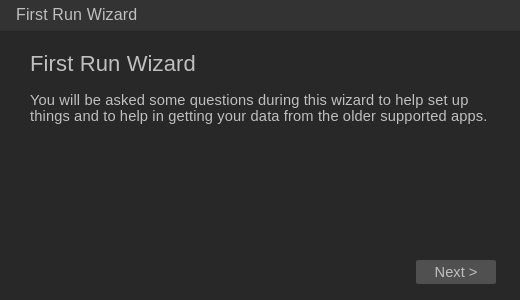 First Run Wizard
First Run Wizard
You will be asked some questions during this wizard to help set up
things and to help in getting your data from the older supported apps.
Next >